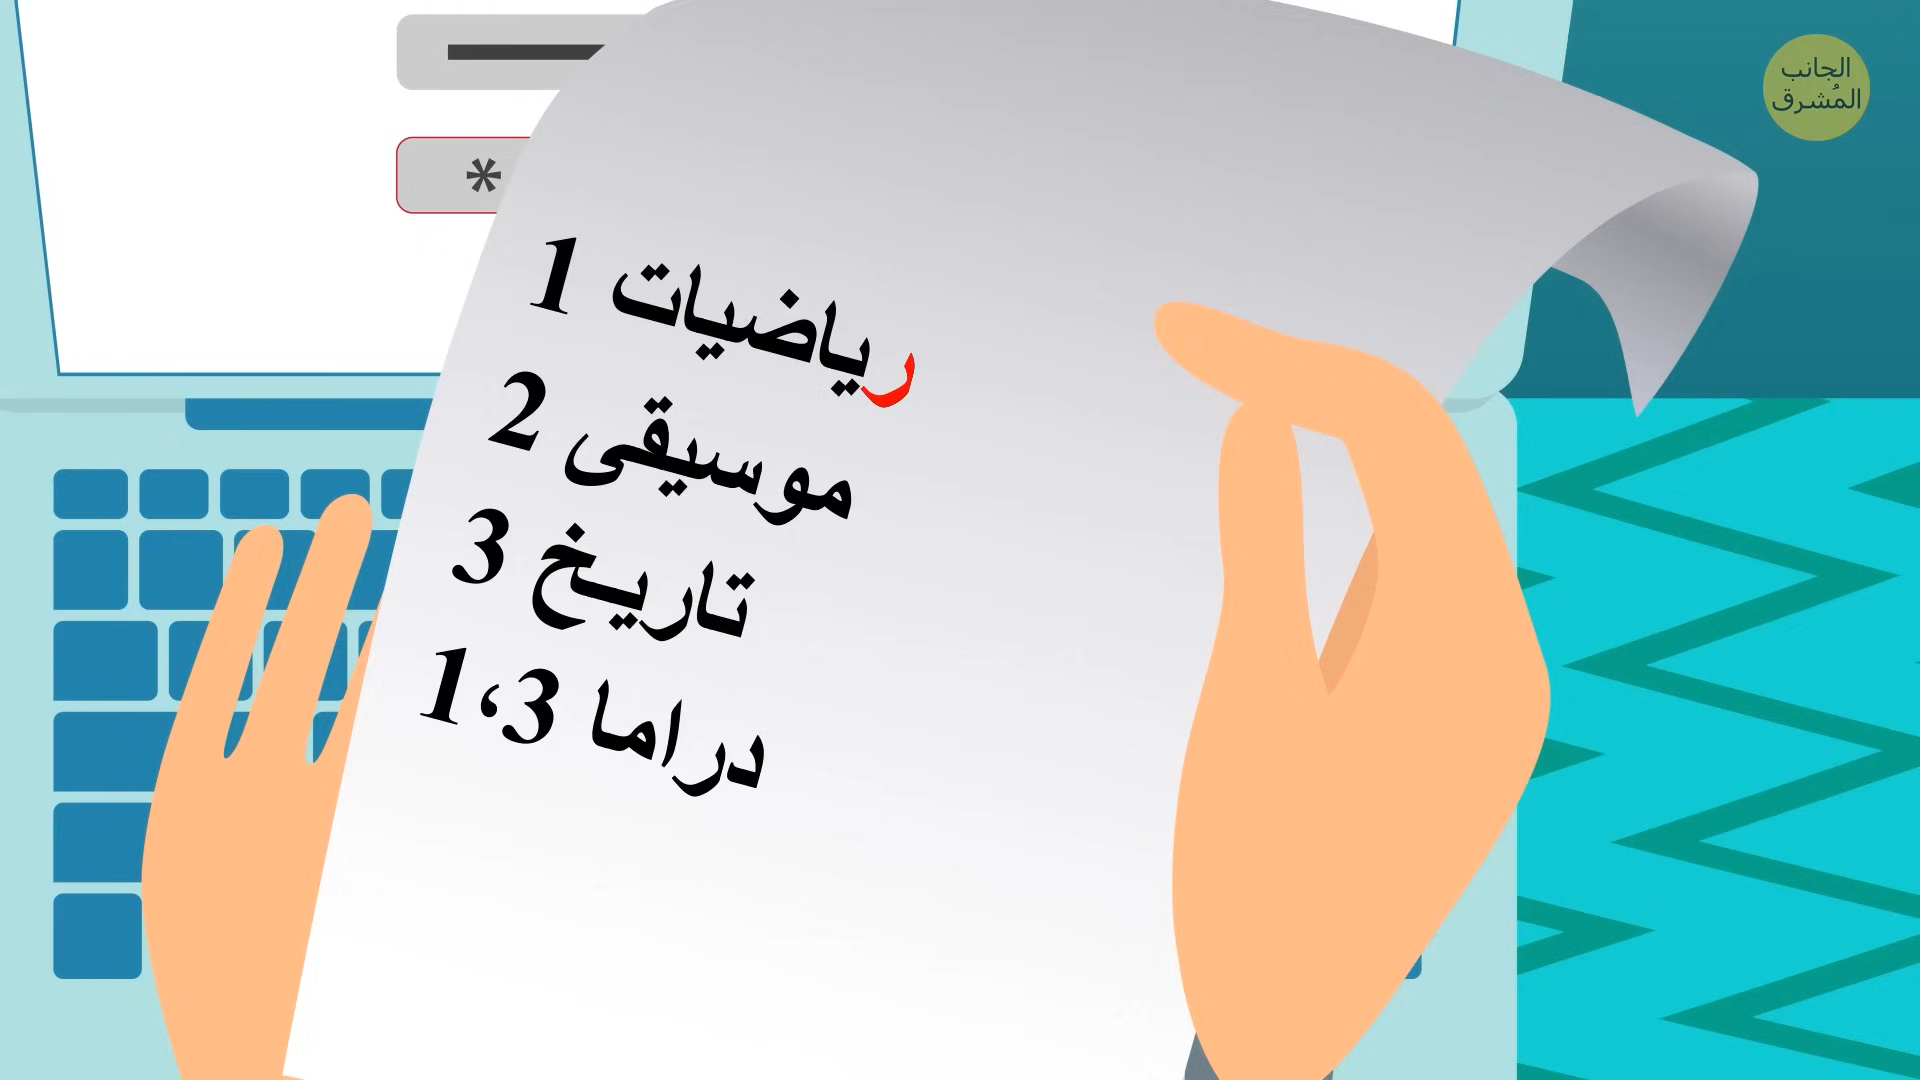 الجانب
المُشرق
*
رياضيات 1
موسيقى 2
تاريخ 3
دراما 3،1